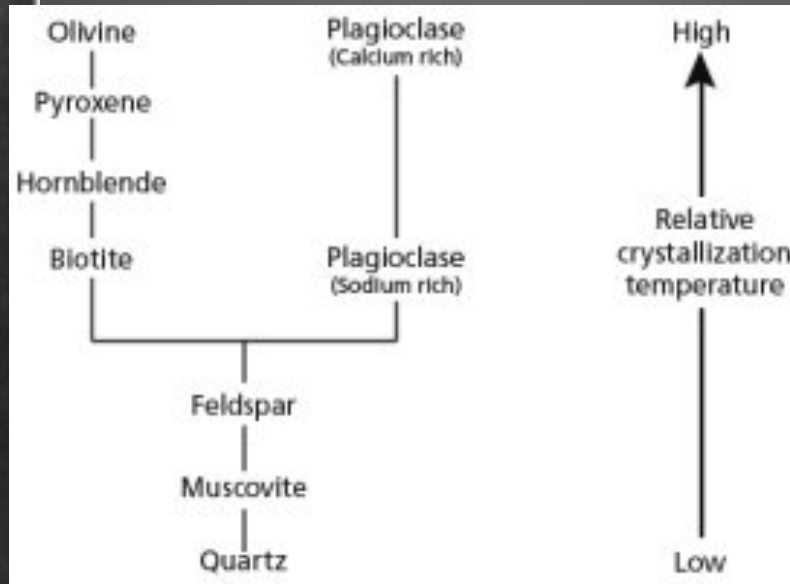 Olivine
Pyroxene
Hornblende
Biotite
Plagioclase
(Calcium rich)
Plagioclase
(Sodium rich)
Feldspar
Muscovite
Quartz
High
Relative
crystallization
temperature
Low